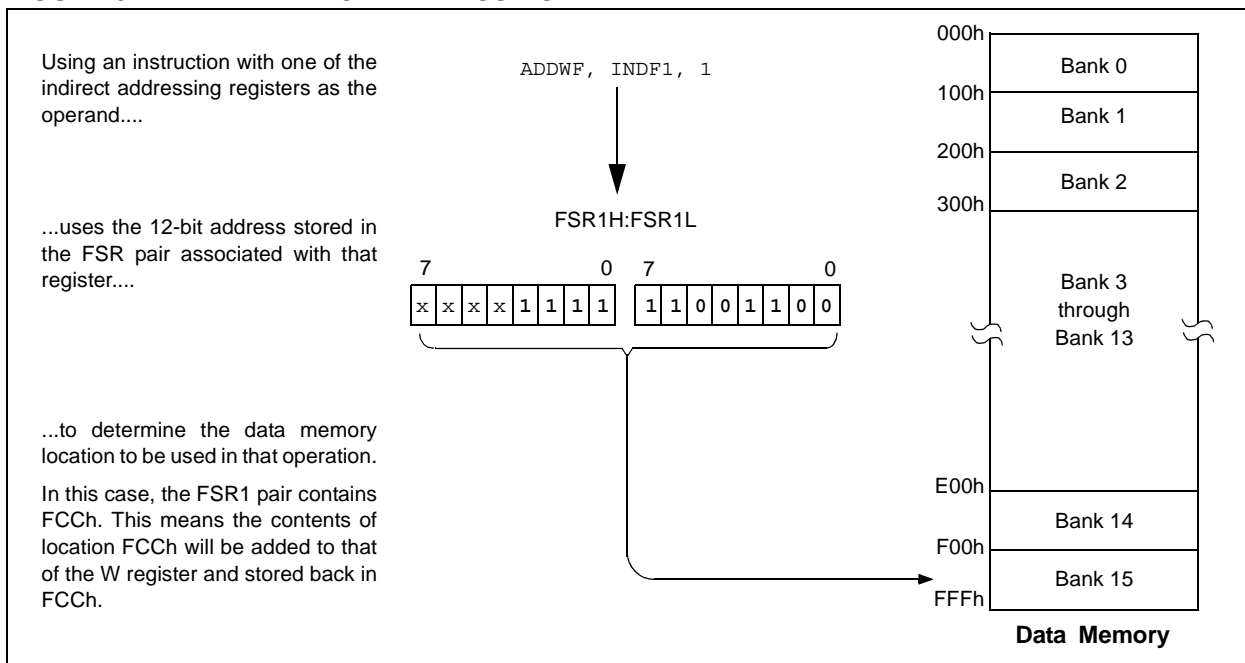 Using an instruction with one of the
indirect addressing registers as the
operand....
ADDWF, INDF1, 1
...uses the 12-bit address stored in
the FSR pair associated with that
register....
FSR1H:FSR1L
7 0 7 0
x x x x 1 1 1 1 1 1 0 0 1 1 0 0
...to determine the data memory
location to be used in that operation.
In this case, the FSR1 pair contains
FCCh. This means the contents of
location FCCh will be added to that
of the W register and stored back in
FCCh.
000h
Bank 0
100h
Bank 1
200h
Bank 2
300h
Bank 3
through
Bank 13
E00h
Bank 14
F00h
Bank 15
FFFh
Data Memory